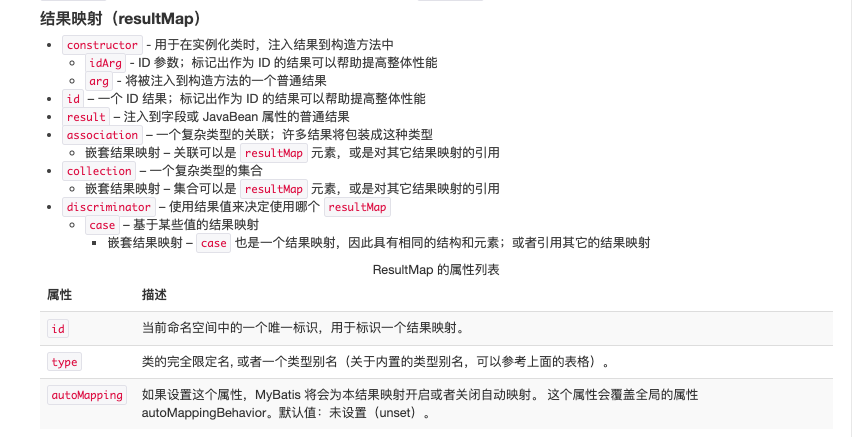 结果映射（resultMap）
constructor - 用于在实例化类时，注入结果到构造方法中
idArg - ID 参数；标记出作为 ID 的结果可以帮助提高整体性能
arg - 将被注入到构造方法的一个普通结果
id – 一个 ID 结果；标记出作为 ID 的结果可以帮助提高整体性能
result – 注入到字段或 JavaBean 属性的普通结果
association – 一个复杂类型的关联；许多结果将包装成这种类型
嵌套结果映射 – 关联可以是 resultMap 元素，或是对其它结果映射的引用
collection – 一个复杂类型的集合
嵌套结果映射 – 集合可以是 resultMap 元素，或是对其它结果映射的引用
discriminator – 使用结果值来决定使用哪个 resultMap
case – 基于某些值的结果映射
嵌套结果映射 – case 也是一个结果映射，因此具有相同的结构和元素；或者引用其它的结果映射
ResultMap 的属性列表
属性 描述
id 当前命名空间中的一个唯一标识，用于标识一个结果映射。
type 类的完全限定名, 或者一个类型别名（关于内置的类型别名，可以参考上面的表格）。
autoMapping 如果设置这个属性，MyBatis 将会为本结果映射开启或者关闭自动映射。 这个属性会覆盖全局的属性
autoMappingBehavior。默认值：未设置（unset）。